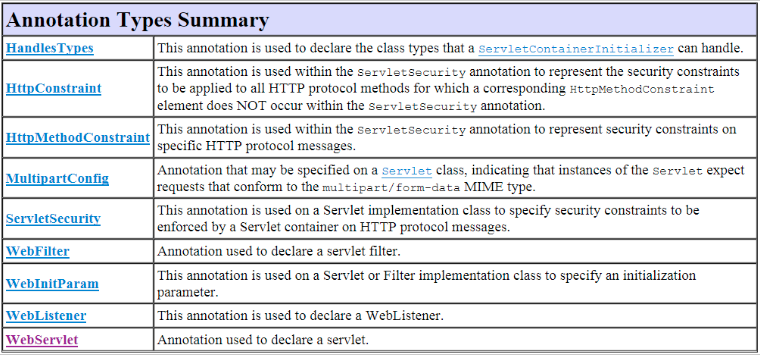 Annotation Types Summary
HandlesTypes This annotation is used to declare the class types that a ServletContainerInitializer can handle.
This annotation is used within the ServletSecurity annotation to represent the security constraints
HttpConstraint to be applied to all HTTP protocol methods for which a corresponding HttpMethodConstraint
element does NOT occur within the ServletSecurity annotation.
HttpMethodConstraint This annotation is used within the ServletSecurity annotation to represent security constraints on
specific HTTP protocol messages.
MultipartConfig Annotation that may be specified on a Servlet class, indicating that instances of the Servlet expect
requests that conform to the multipart/form-data MIME type.
ServletSecurity This annotation is used on a Servlet implementation class to specify security constraints to be
enforced by a Servlet container on HTTP protocol messages.
WebFilter Annotation used to declare a servlet filter.
WebInitParam This annotation is used on a Servlet or Filter implementation class to specify an initialization
parameter.
WebListener This annotation is used to declare a WebListener.
WebServlet Annotation used to declare a servlet.